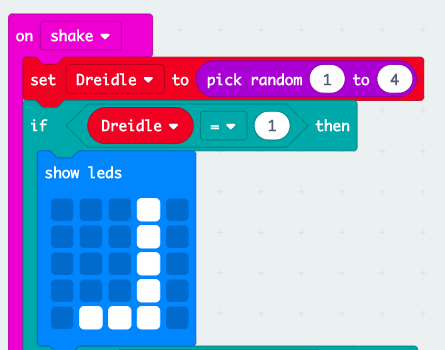 on shake
set Dreidle to pick random 1 to 4
if Dreidle = 1 then
show leds